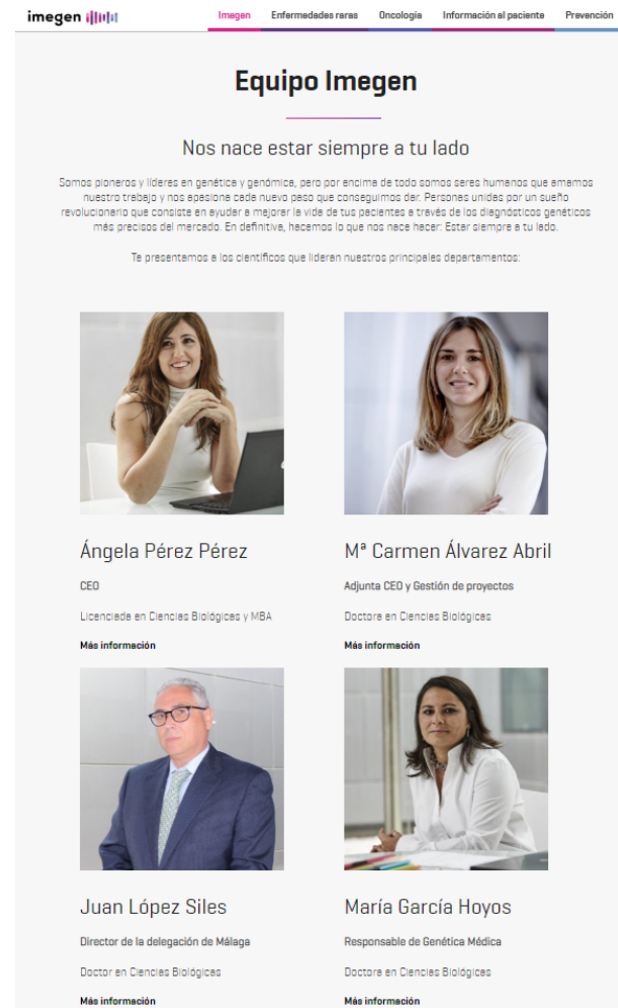 imegen
Imegen Enfermedades raras Oncología Información al paciente Prevención
Equipo Imegen
Nos nace estar siempre a tu lado
Somos pioneros y líderes en genética y genómica, pero por encima de todo somos seres humanos que amamos
nuestro trabajo y nos apasiona cada nuevo paso que conseguimos dar. Personas unidas por un sueño
revolucionario que consiste en ayudar a mejorar la vida de tus pacientes a través de los diagnósticos genéticos
más precisos del mercado. En definitiva, hacemos lo que nos nace hacer: Estar siempre a tu lado.
Te presentamos a los científicos que lideran nuestros principales departamentos:
Ángela Pérez Pérez
CEO
Licenciada en Ciencias Biológicas y MBA
Más información
Mª Carmen Álvarez Abril
Adjunta CEO y Gestión de proyectos
Doctora en Ciencias Biológicas
Más información
Juan López Siles
Director de la delegación de Málaga
Doctor en Ciencias Biológicas
Más información
María García Hoyos
Responsable de Genética Médica
Doctora en Ciencias Biológicas
Más información